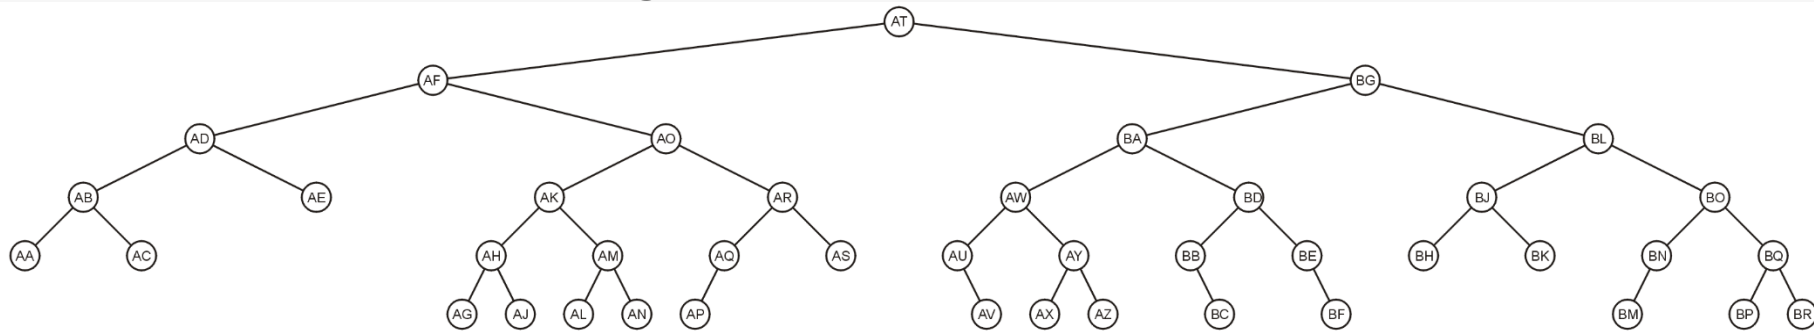 AT
AF BG
AD AO BA BL
AB AE AK AR AW BD BJ BO
AA AC AH AM AQ AS AU AY BB BE BH BK BN BQ
AG AJ AL AN AP AV AX AZ BC BF BM BP BR